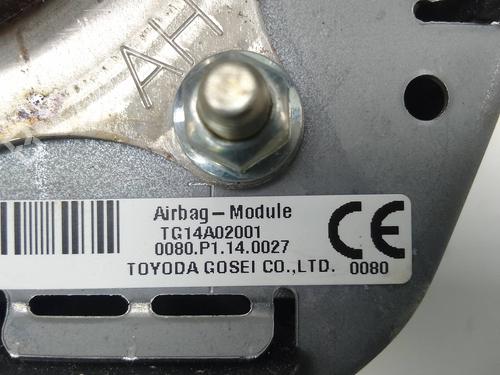 AH
Airbag-Module
TG14A02001
0080.P1.14.0027
TOYODA GOSEI CO.,LTD.
CE
0080